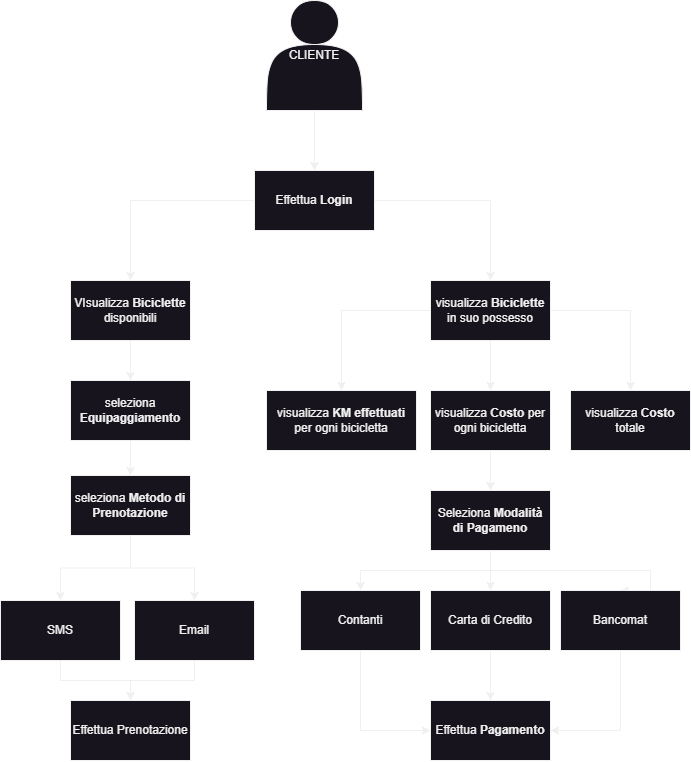 CLIENTE
Effettua Login
VIsualizza Biciclette
disponibili
visualizza Biciclette
in suo possesso
seleziona
Equipaggiamento
visualizza KM effettuati
per ogni bicicletta
visualizza Costo per
ogni bicicletta
visualizza Costo
totale
seleziona Metodo di
Prenotazione
Seleziona Modalità
di Pagameno
SMS
Email
Contanti
Carta di Credito
Bancomat
Effettua Prenotazione
Effettua Pagamento